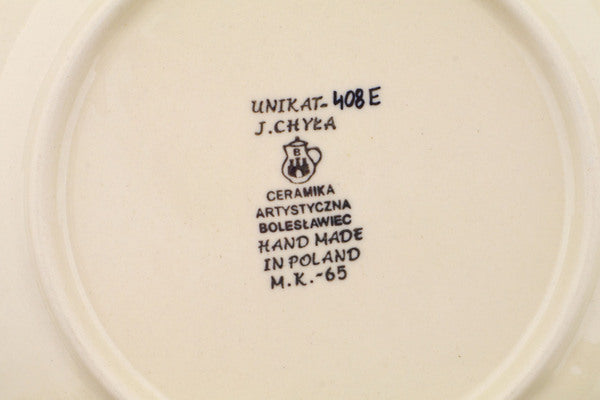 UNIKAT-408E
J.CHYŁA
B
CERAMIKA
ARTYSTYCZNA
BOLESŁAWIEC
HAND MADE
IN POLAND
M.K.-65